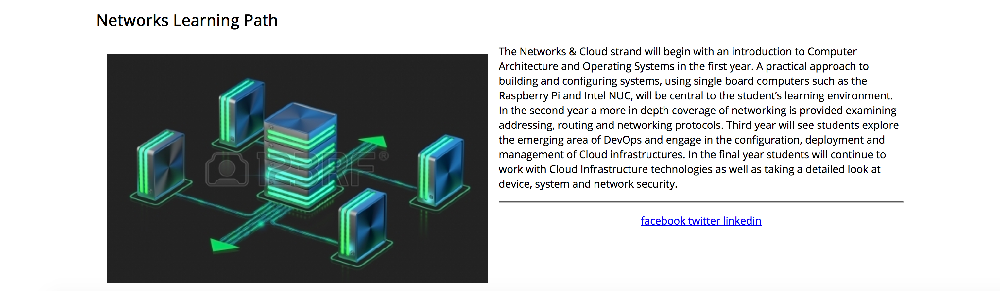 Networks Learning Path
The Networks & Cloud strand will begin with an introduction to Computer
Architecture and Operating Systems in the first year. A practical approach to
building and configuring systems, using single board computers such as the
Raspberry Pi and Intel NUC, will be central to the student’s learning environment.
In the second year a more in depth coverage of networking is provided examining
addressing, routing and networking protocols. Third year will see students explore
the emerging area of DevOps and engage in the configuration, deployment and
management of Cloud infrastructures. In the final year students will continue to
work with Cloud Infrastructure technologies as well as taking a detailed look at
device, system and network security.
facebook twitter linkedin
123RF®